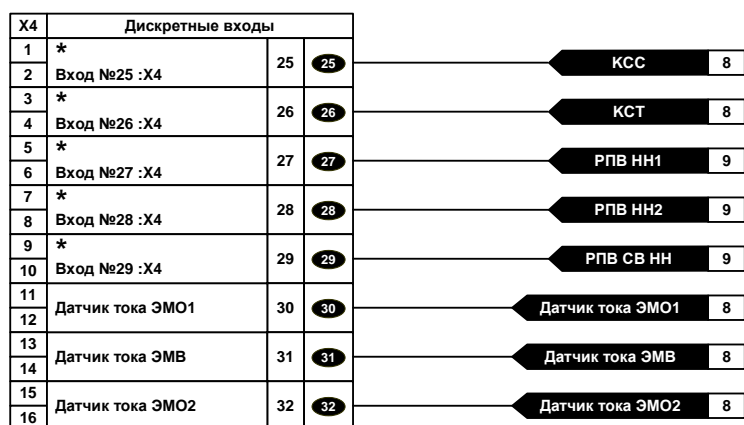 X4 Дискретные входы
1 *
25 25 КСС 8
2 Вход №25 :X4
3 *
26 26 КСТ 8
4 Вход №26 :X4
5 *
27 27 РПВ НН1 9
6 Вход №27 :X4
7 *
28 28 РПВ НН2 9
8 Вход №28 :X4
9 *
29 29 РПВ СВ НН 9
10 Вход №29 :X4
11
Датчик тока ЭМО1 30 30 Датчик тока ЭМО1 8
12
13
Датчик тока ЭМВ 31 31 Датчик тока ЭМВ 8
14
15
Датчик тока ЭМО2 32 32 Датчик тока ЭМО2 8
16